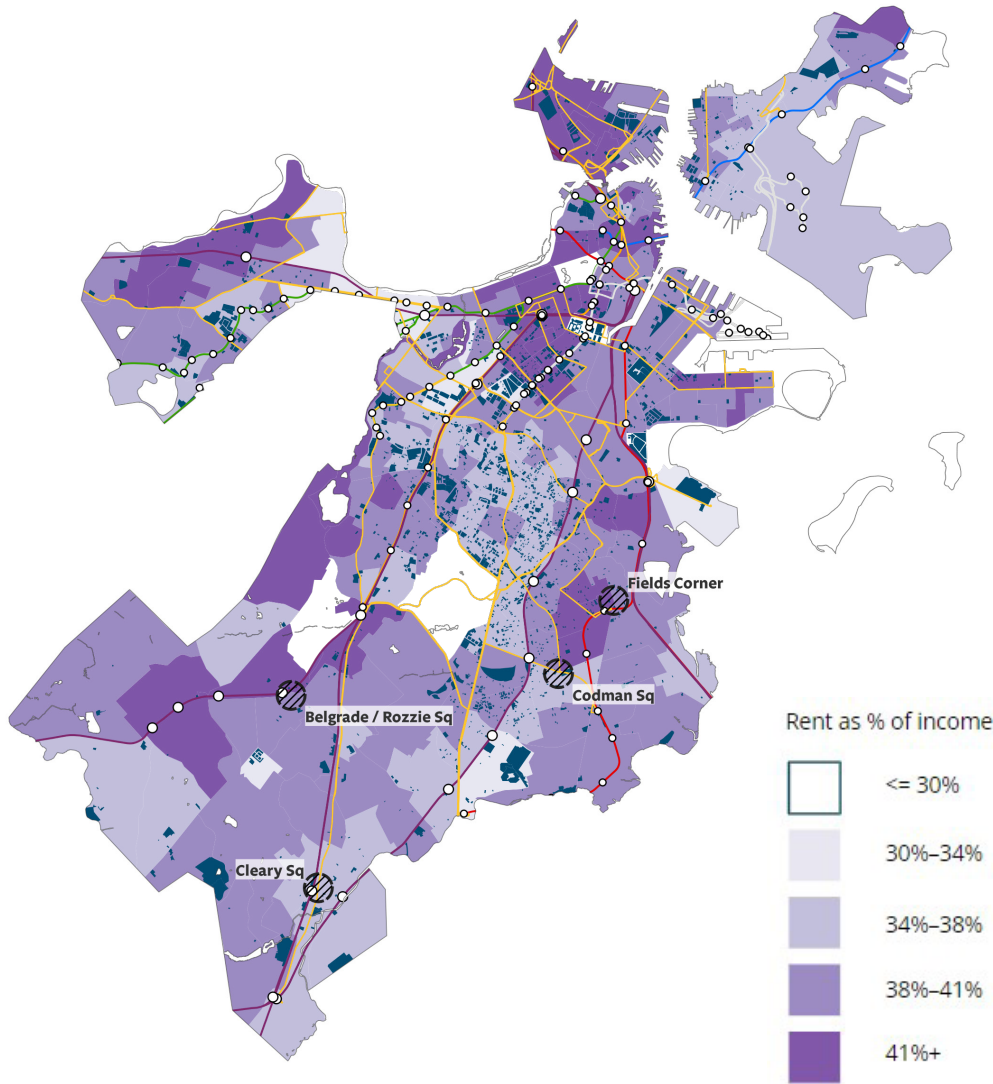 Fields Corner
Codman Sq
Belgrade / Rozzie Sq
Cleary Sq
Rent as % of income
<= 30%
30%–34%
34%–38%
38%–41%
41%+